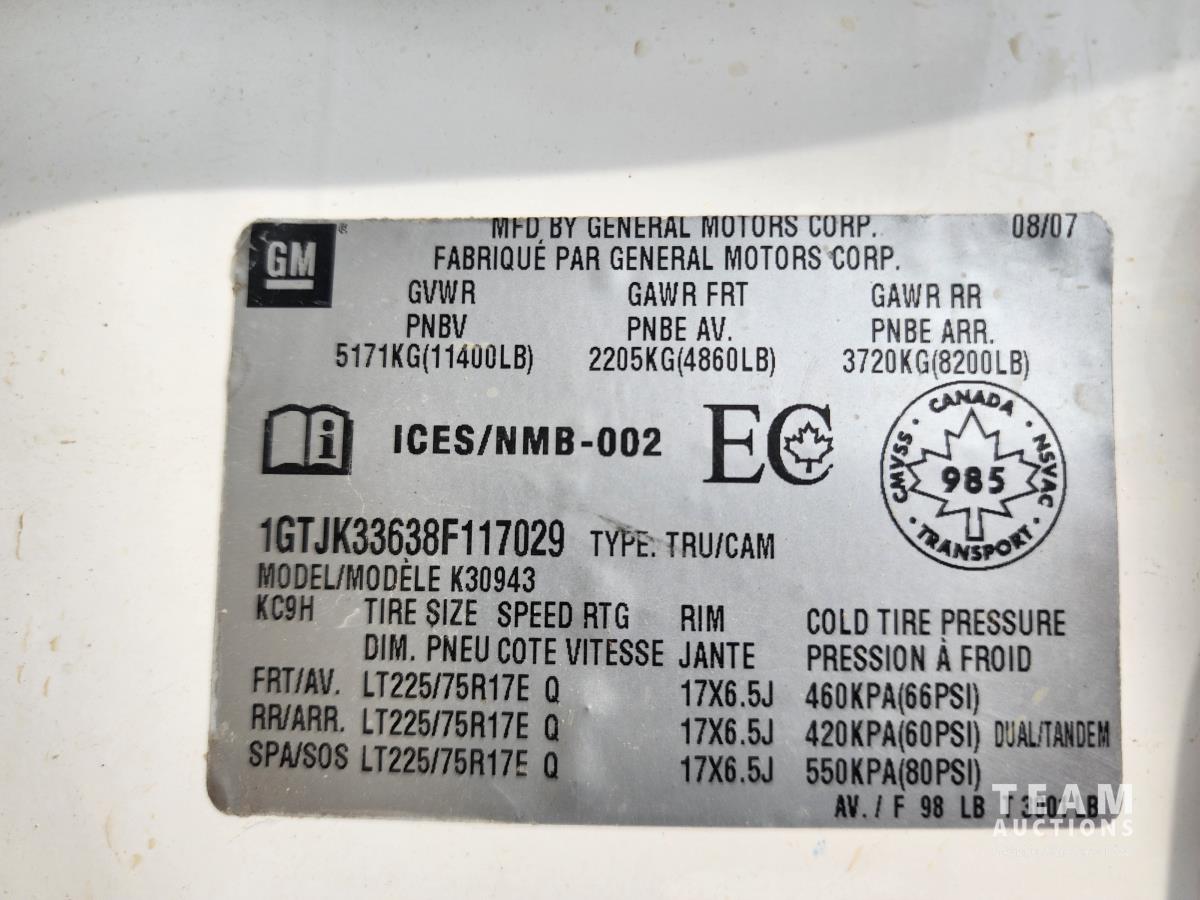 GM
MFD BY GENERAL MOTORS CORP. 08/07
FABRIQUÉ PAR GENERAL MOTORS CORP.
GVWR GAWR FRT GAWR RR
PNBV PNBE AV. PNBE ARR.
5171KG(11400LB) 2205KG(4860LB) 3720KG(8200LB)
i ICES/NMB-002 EC
CANADA
CMVSS 985 NSVAC
TRANSPORT
1GTJK33638F117029 TYPE. TRU/CAM
MODEL/MODÈLE K30943
KC9H TIRE SIZE SPEED RTG RIM COLD TIRE PRESSURE
DIM. PNEU COTE VITESSE JANTE PRESSION À FROID
FRT/AV. LT225/75R17E Q 17X6.5J 460KPA(66PSI)
RR/ARR. LT225/75R17E Q 17X6.5J 420KPA(60PSI) DUAL/TANDEM
SPA/SOS LT225/75R17E Q 17X6.5J 550KPA(80PSI)
AV. / F 98 LB T LB
TEAM
AUCTIONS